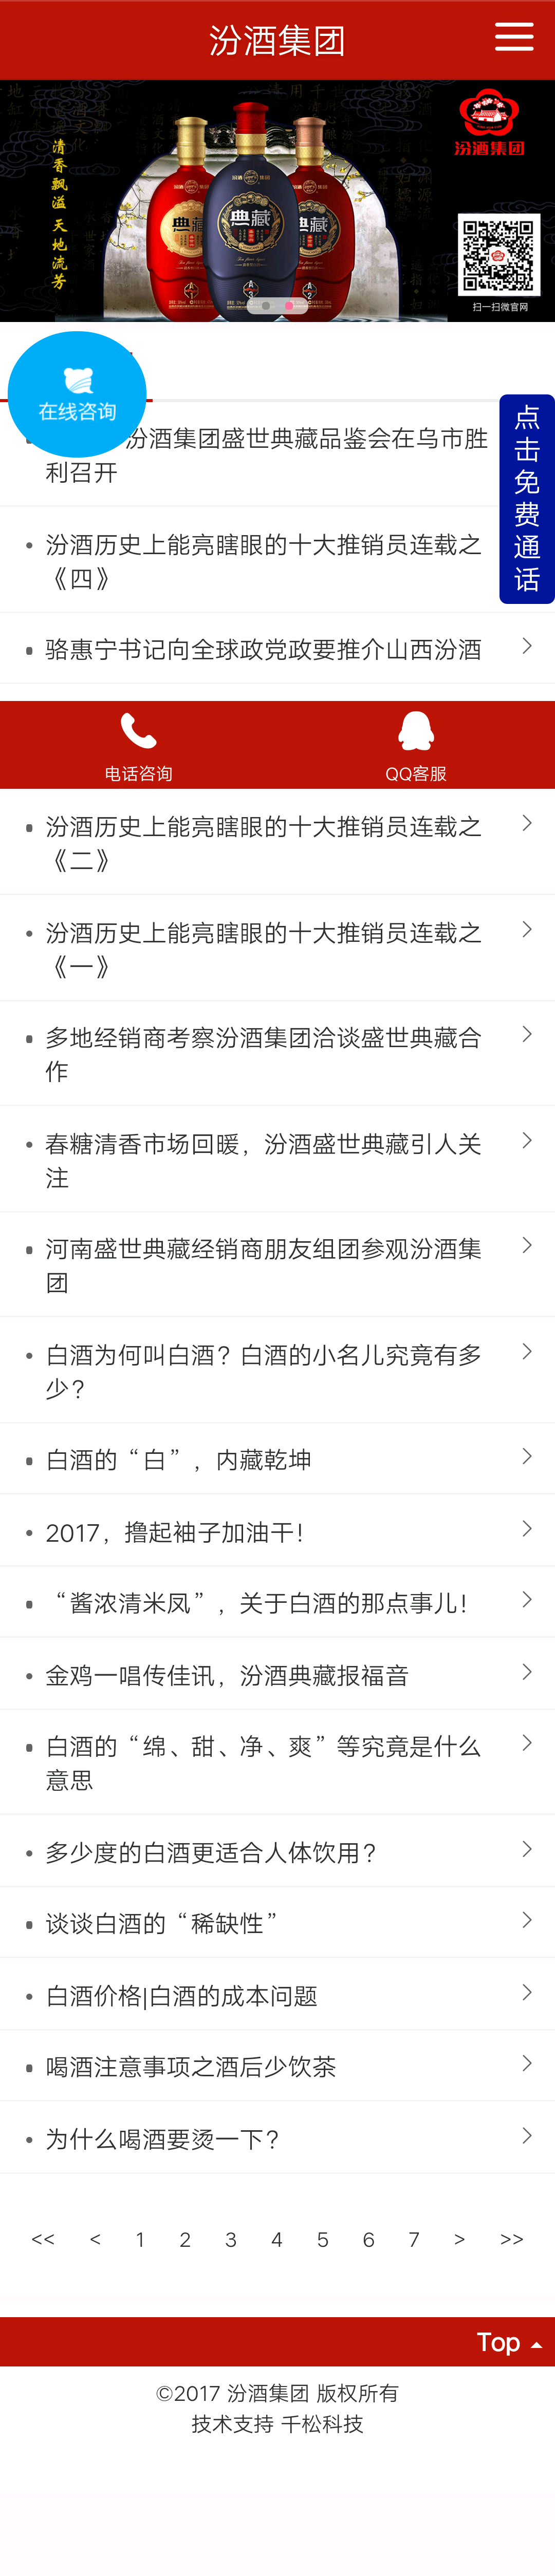 汾酒集团
清香飘溢 天地流芳
典藏
典藏
典藏
汾酒集团
扫一扫微官网
在线咨询
汾酒集团盛世典藏品鉴会在乌市胜
利召开
点击免费通话
汾酒历史上能亮瞎眼的十大推销员连载之
《四》
骆惠宁书记向全球政党政要推介山西汾酒
电话咨询
QQ客服
汾酒历史上能亮瞎眼的十大推销员连载之
《二》
汾酒历史上能亮瞎眼的十大推销员连载之
《一》
多地经销商考察汾酒集团洽谈盛世典藏合
作
春糖清香市场回暖，汾酒盛世典藏引人关
注
河南盛世典藏经销商朋友组团参观汾酒集
团
白酒为何叫白酒？白酒的小名儿究竟有多
少？
白酒的“白”，内藏乾坤
2017，撸起袖子加油干！
“酱浓清米凤”，关于白酒的那点事儿！
金鸡一唱传佳讯，汾酒典藏报福音
白酒的“绵、甜、净、爽”等究竟是什么
意思
多少度的白酒更适合人体饮用？
谈谈白酒的“稀缺性”
白酒价格|白酒的成本问题
喝酒注意事项之酒后少饮茶
为什么喝酒要烫一下？
<< < 1 2 3 4 5 6 7 > >>
Top
©2017 汾酒集团 版权所有
技术支持 千松科技